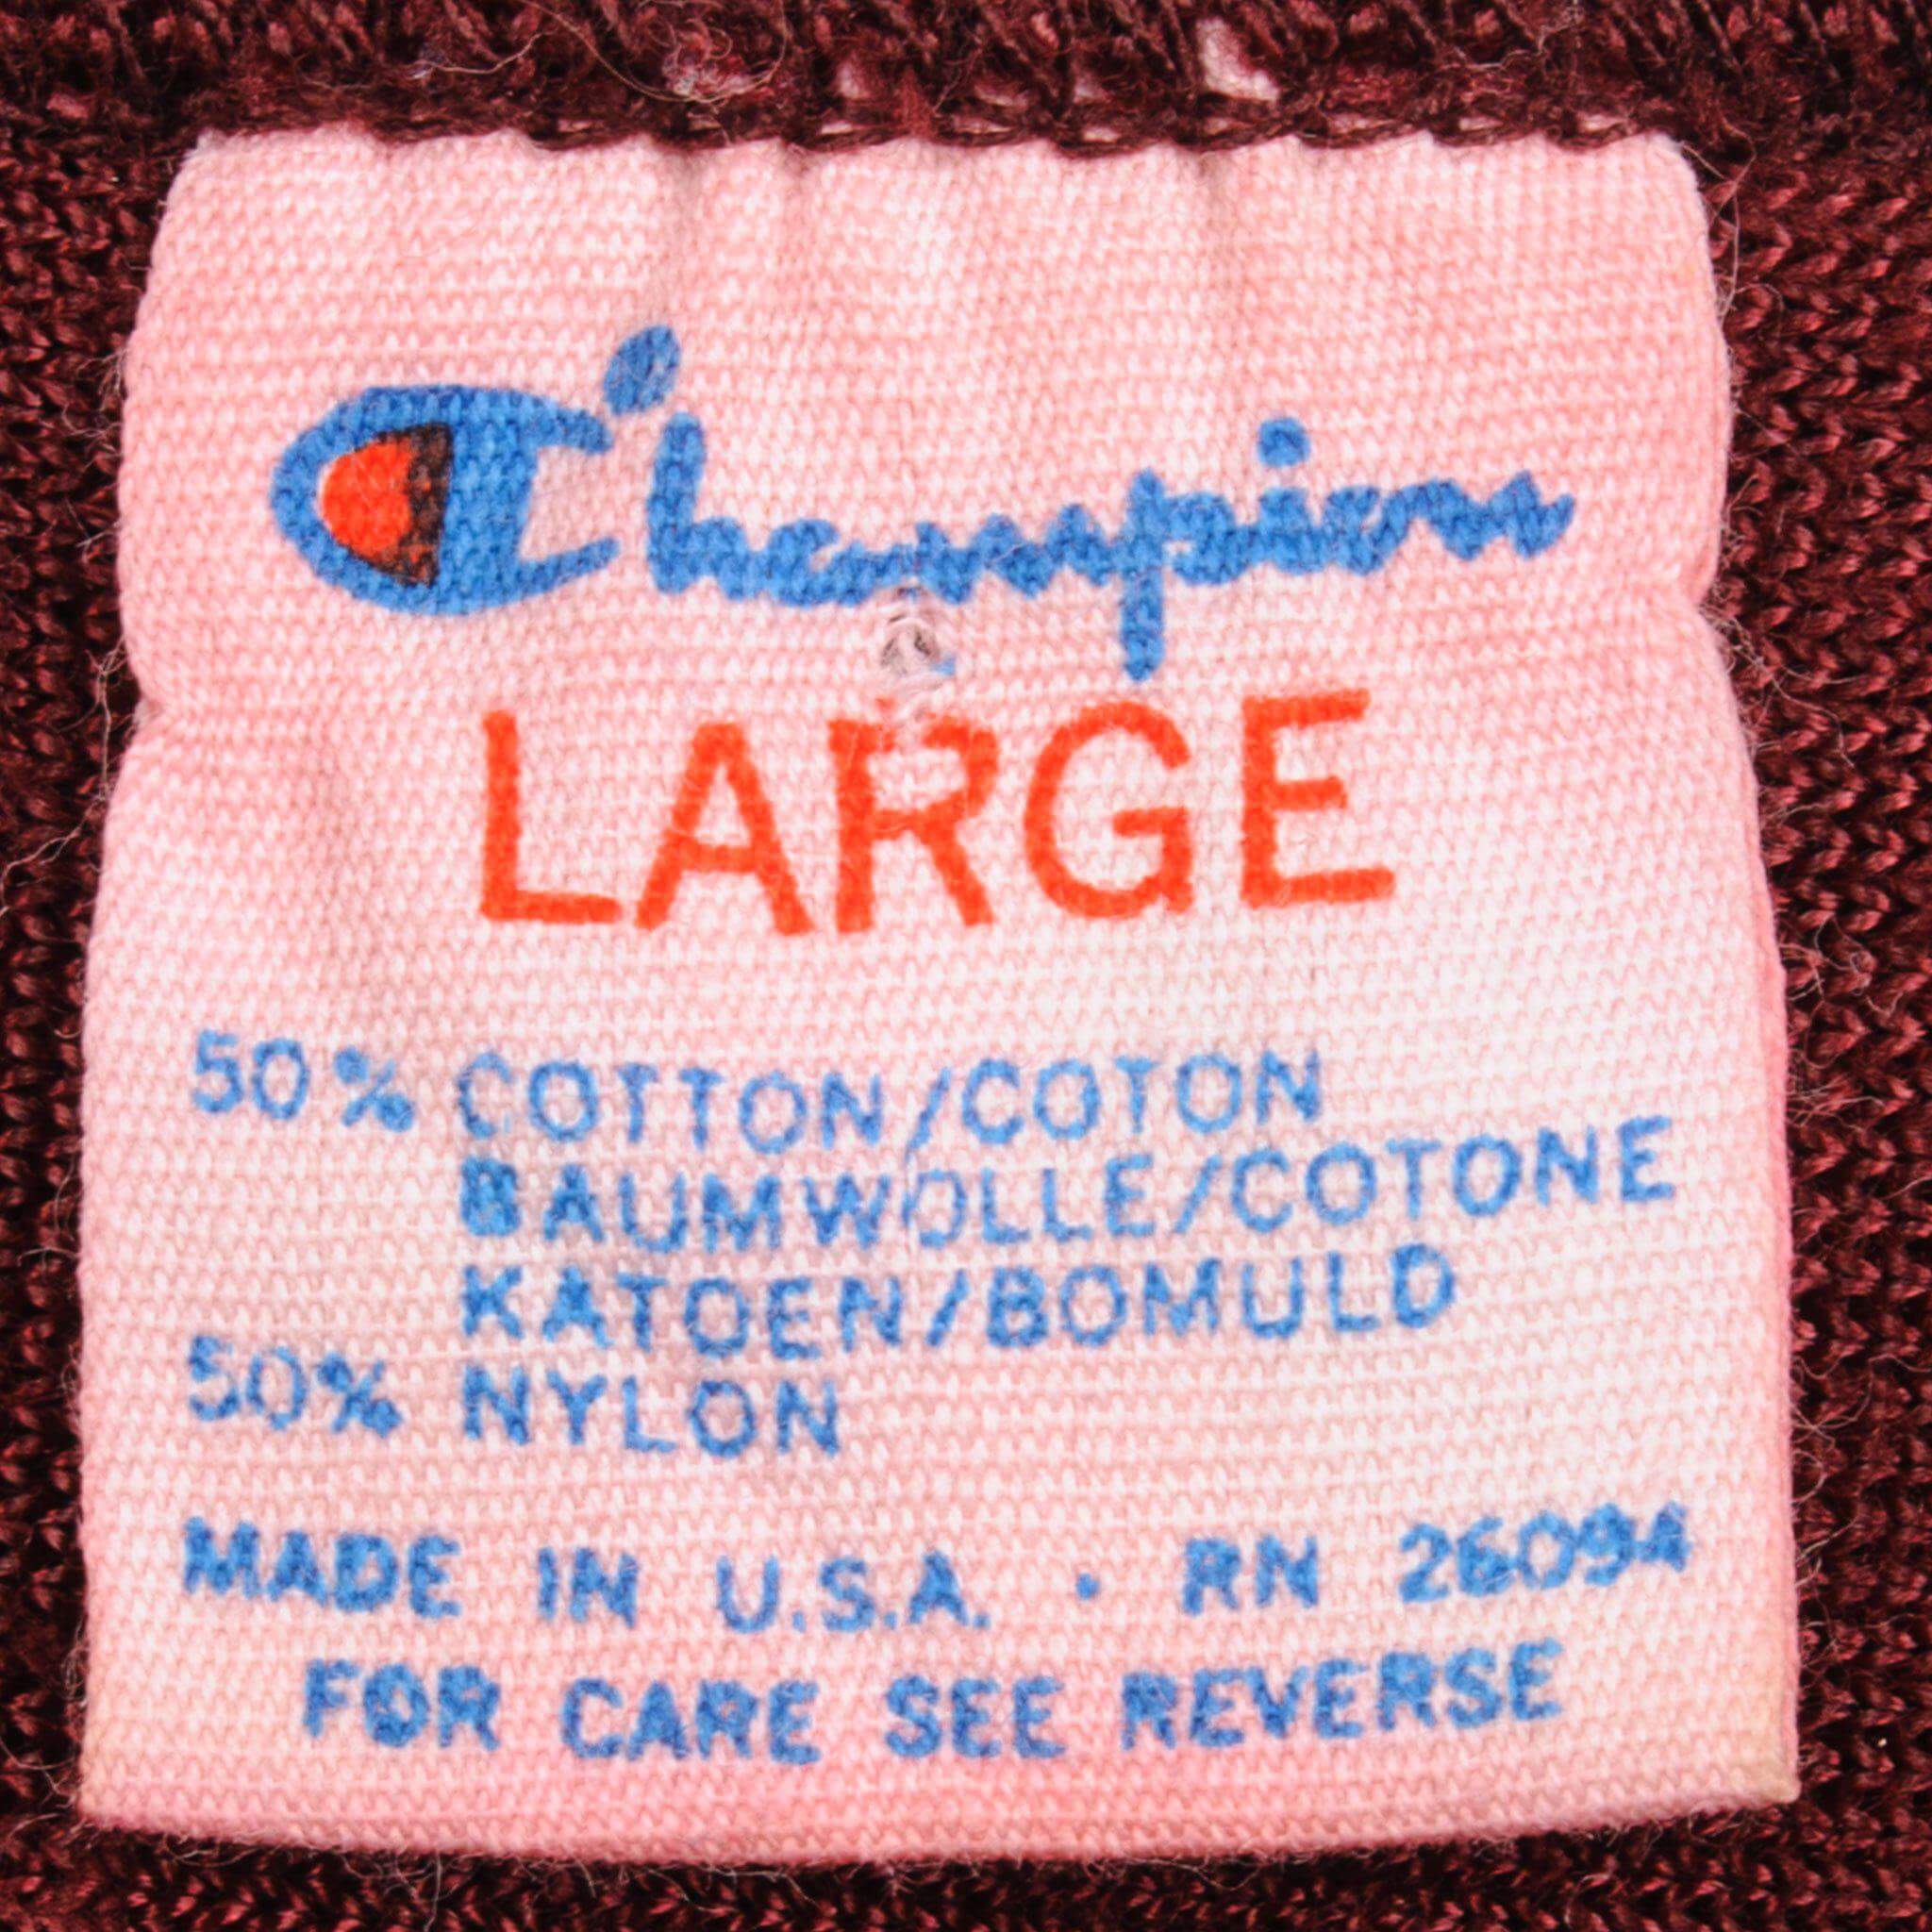 Champion
LARGE
50% COTTON/COTON
BAUMWOLLE/COTONE
KATOEN/BOMULD
50% NYLON
MADE IN U.S.A. · RN 26094
FOR CARE SEE REVERSE